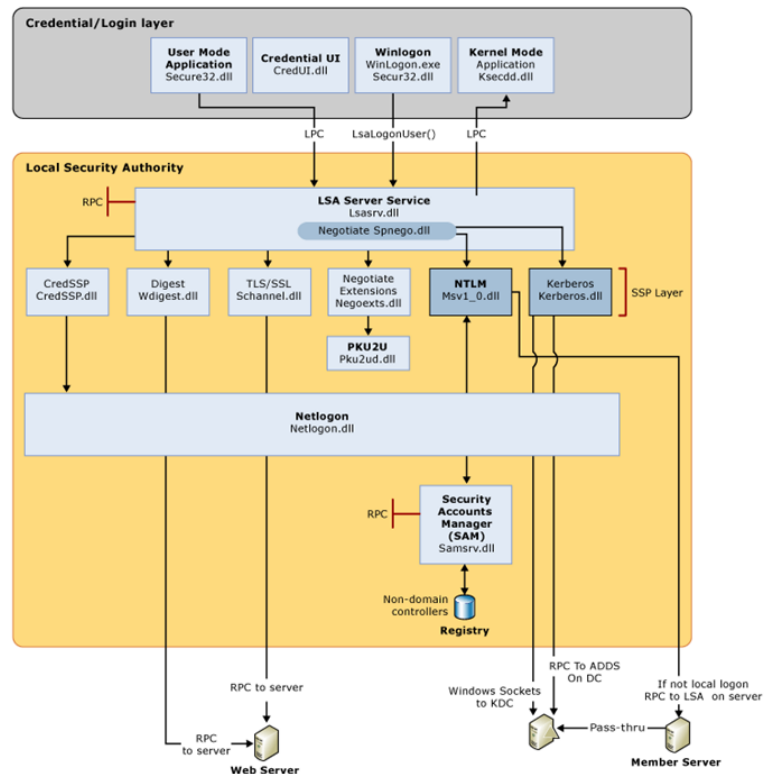 Credential/Login layer
User Mode
Application
Secure32.dll
Credential UI
CredUI.dll
Winlogon
WinLogon.exe
Secur32.dll
Kernel Mode
Application
Ksecdd.dll
LPC
LsaLogonUser()
LPC
Local Security Authority
RPC
LSA Server Service
Lsasrv.dll
Negotiate Spnego.dll
CredSSP
CredSSP.dll
Digest
Wdigest.dll
TLS/SSL
Schannel.dll
Negotiate
Extensions
Negoexts.dll
NTLM
Msv1_0.dll
Kerberos
Kerberos.dll
SSP Layer
PKU2U
Pku2ud.dll
Netlogon
Netlogon.dll
RPC
Security
Accounts
Manager
(SAM)
Samsrv.dll
Non-domain
controllers
Registry
RPC to server
Windows Sockets
to KDC
RPC To ADDS
On DC
If not local logon
RPC to LSA on server
RPC
to server
Web Server
Pass-thru
Member Server